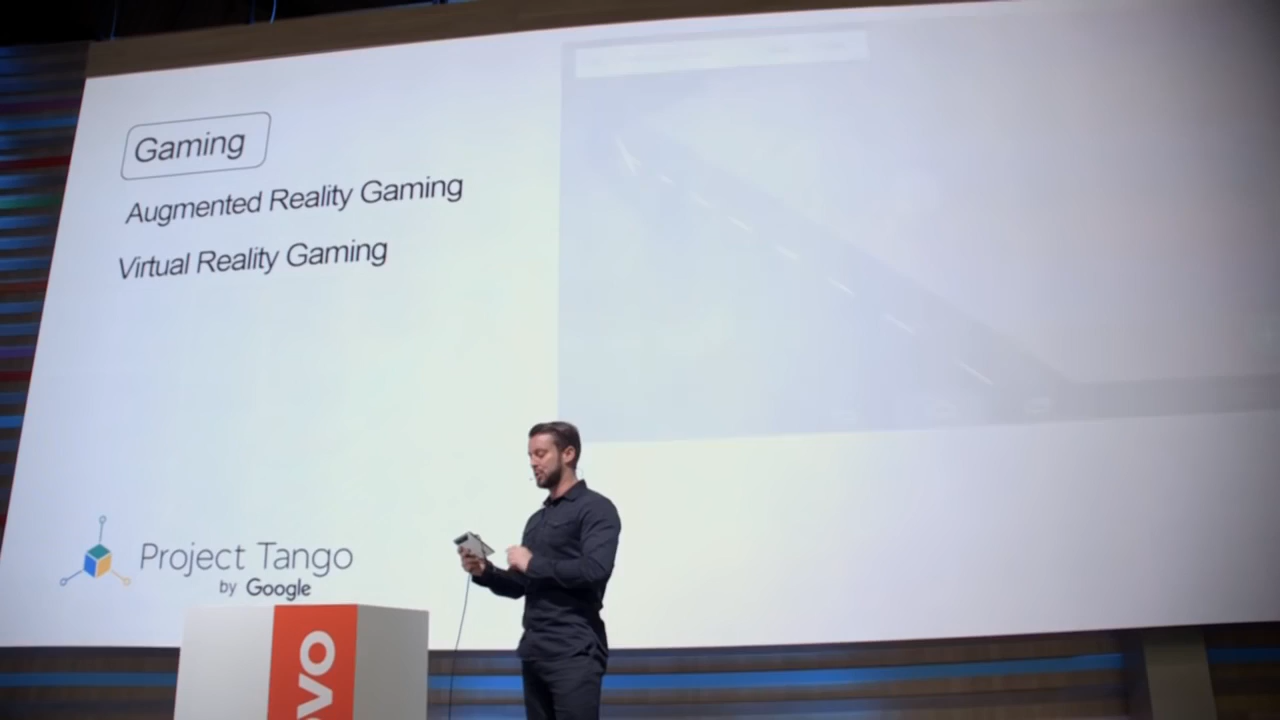 Gaming
Augmented Reality Gaming
Virtual Reality Gaming
Project Tango
by Google
ovo